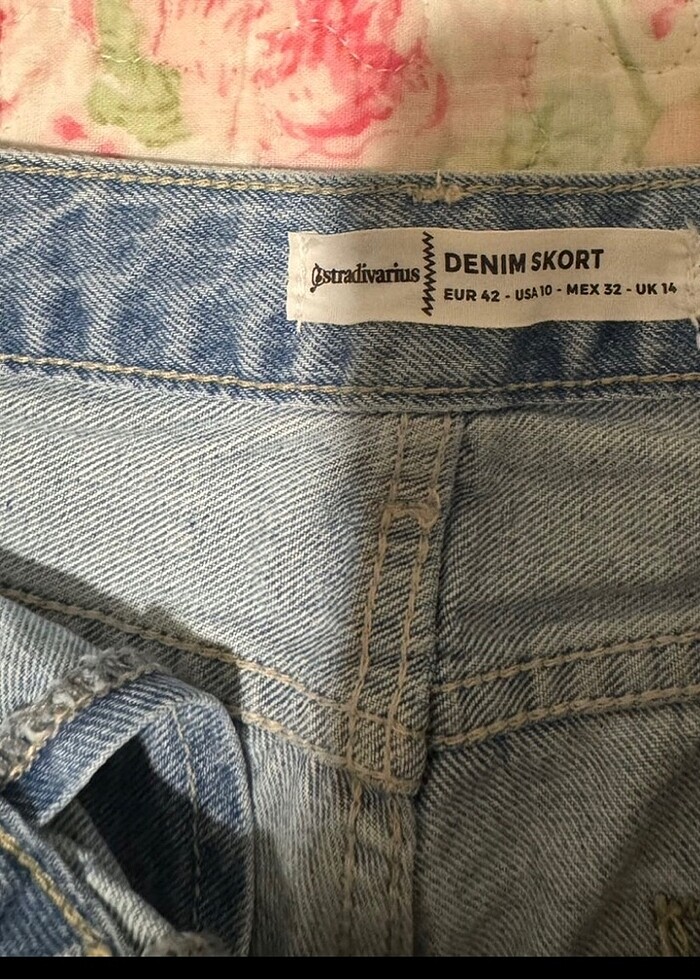 stradivarius
DENIM SKORT
EUR 42 - USA 10 - MEX 32 - UK 14